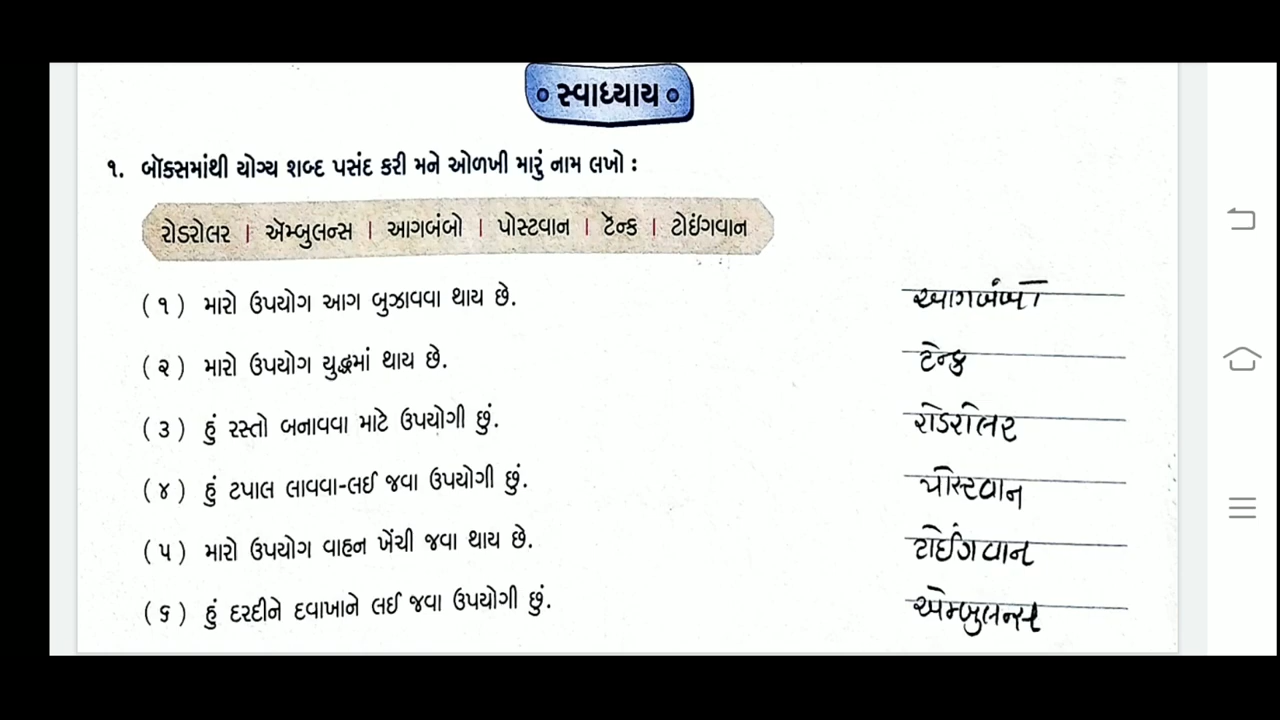 સ્વાધ્યાય
૧. બૉક્સમાંથી યોગ્ય શબ્દ પસંદ કરી મને ઓળખી મારું નામ લખો :
રોડરોલર | ઍમ્બુલન્સ | આગબંબો | પોસ્ટવાન | ટૅન્ક | ટોઈંગવાન
(૧) મારો ઉપયોગ આગ બુઝાવવા થાય છે. આગબંબો
(૨) મારો ઉપયોગ યુદ્ધમાં થાય છે. ટેન્ક
(૩) હું રસ્તો બનાવવા માટે ઉપયોગી છું. રોડરોલર
(૪) હું ટપાલ લાવવા-લઈ જવા ઉપયોગી છું. પોસ્ટવાન
(૫) મારો ઉપયોગ વાહન ખેંચી જવા થાય છે. ટોઈંગવાન
(૬) હું દરદીને દવાખાને લઈ જવા ઉપયોગી છું. એમ્બુલન્સ